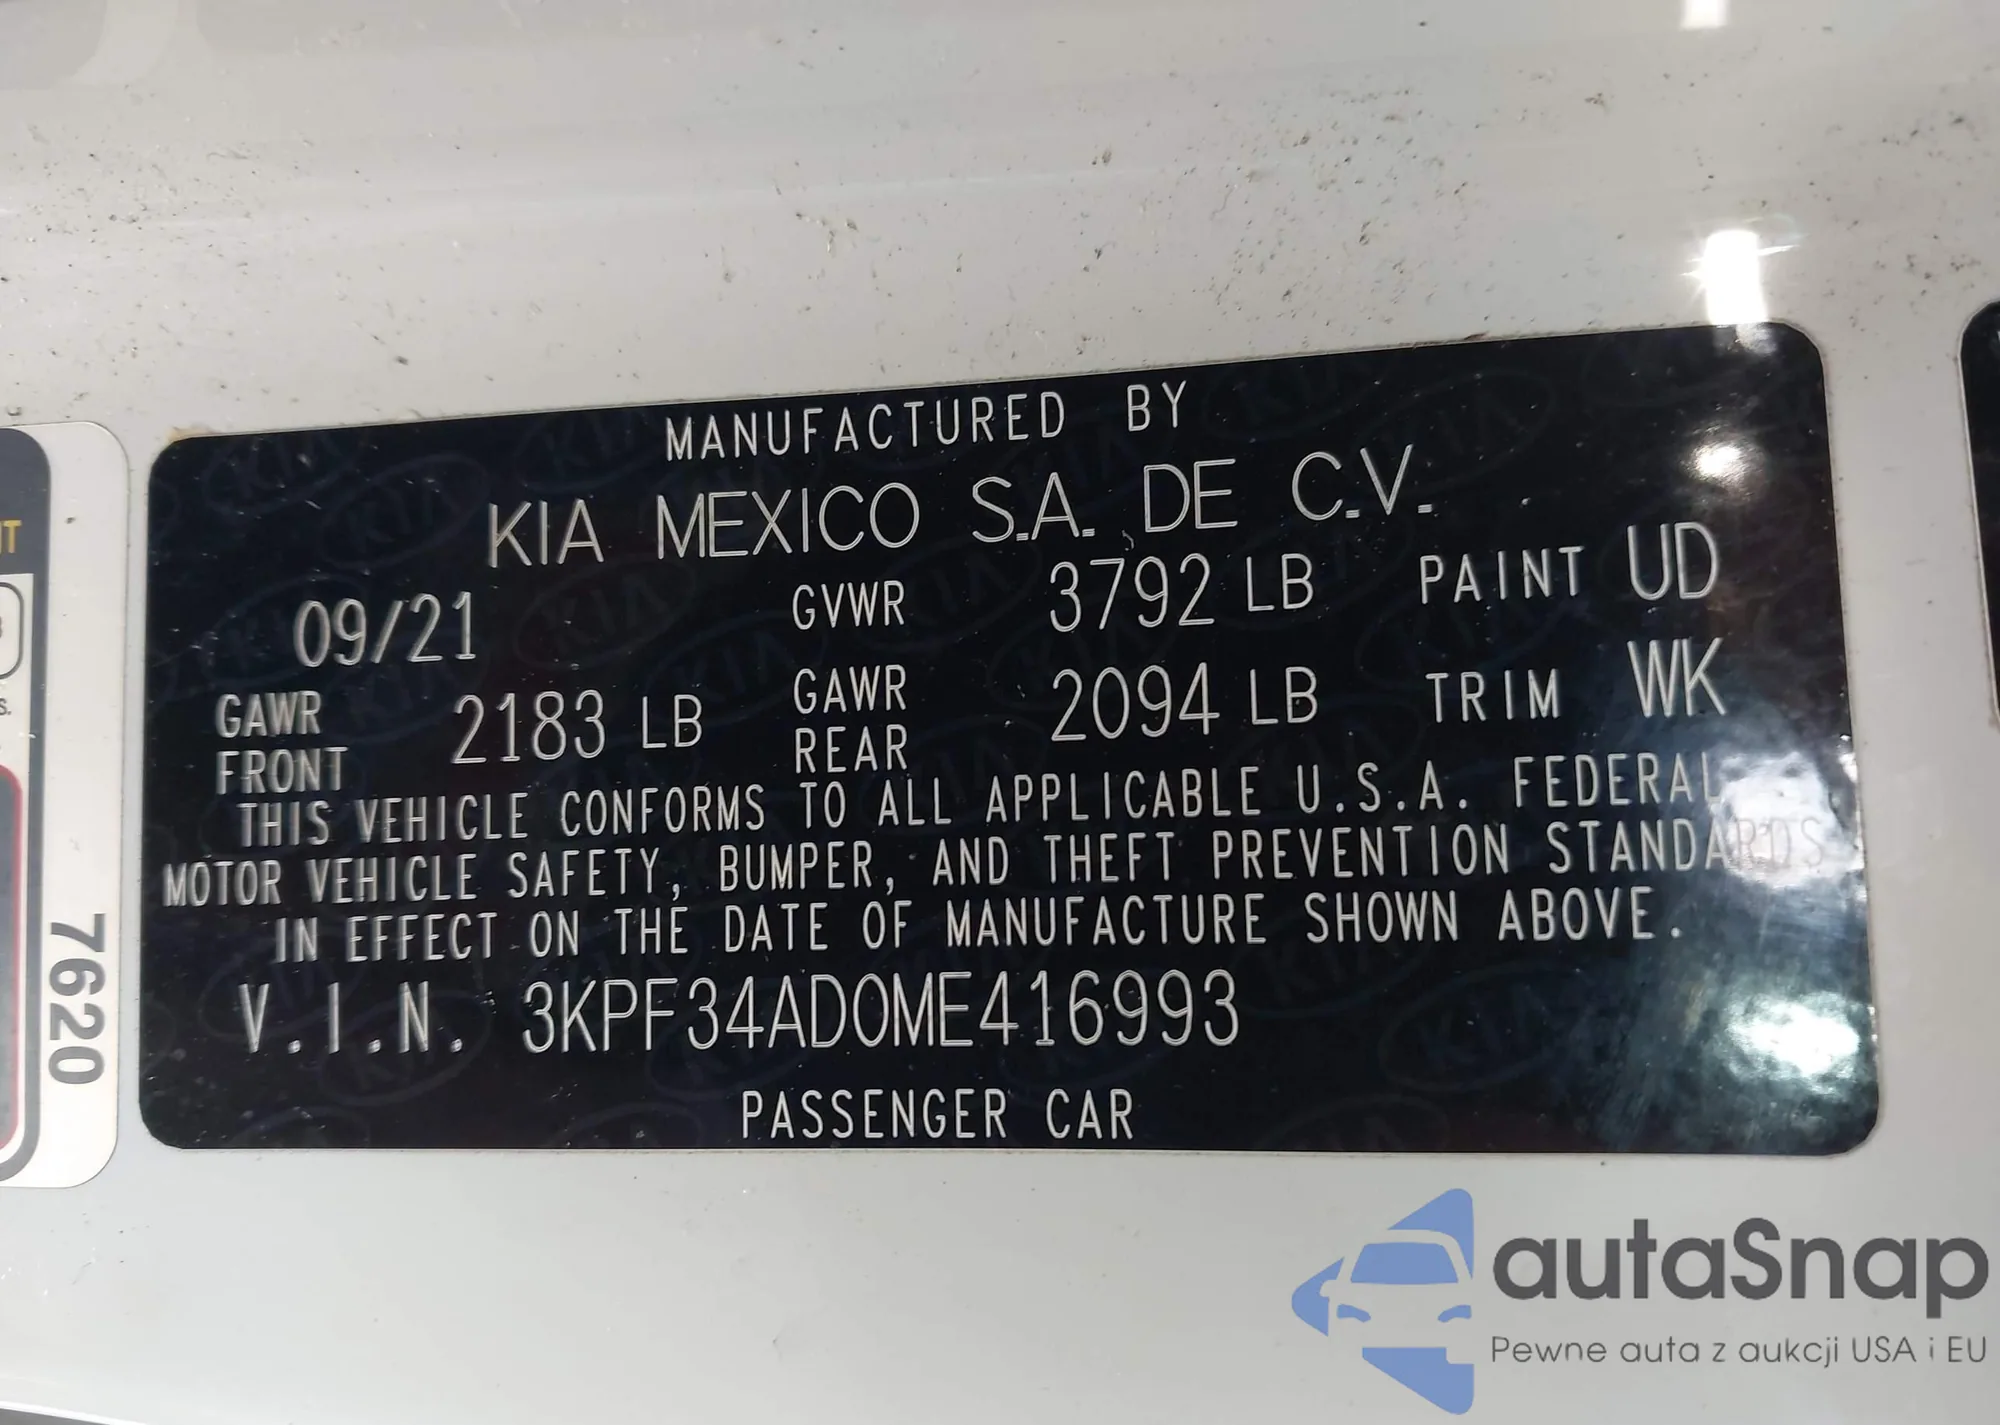 MANUFACTURED BY
KIA MEXICO S.A. DE C.V.
09/21 GVWR 3792 LB PAINT UD
GAWR FRONT 2183 LB GAWR REAR 2094 LB TRIM WK
THIS VEHICLE CONFORMS TO ALL APPLICABLE U.S.A. FEDERAL
MOTOR VEHICLE SAFETY, BUMPER, AND THEFT PREVENTION STANDARDS
IN EFFECT ON THE DATE OF MANUFACTURE SHOWN ABOVE.
V.I.N. 3KPF34AD0ME416993
PASSENGER CAR
7620
autaSnap
Pewne auta z aukcji USA i EU